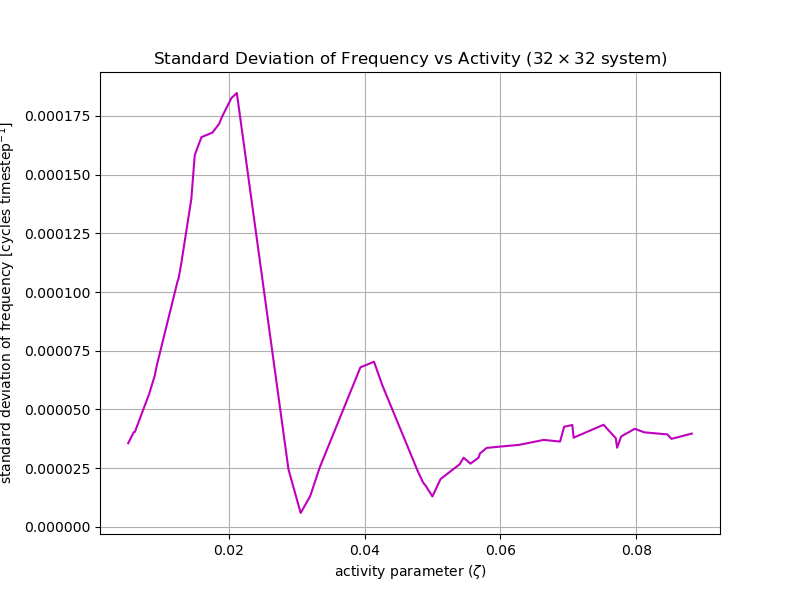 Standard Deviation of Frequency vs Activity (32 × 32 system)
standard deviation of frequency [cycles timestep⁻¹]
0.000175
0.000150
0.000125
0.000100
0.000075
0.000050
0.000025
0.000000
0.02 0.04 0.06 0.08
activity parameter (ζ)